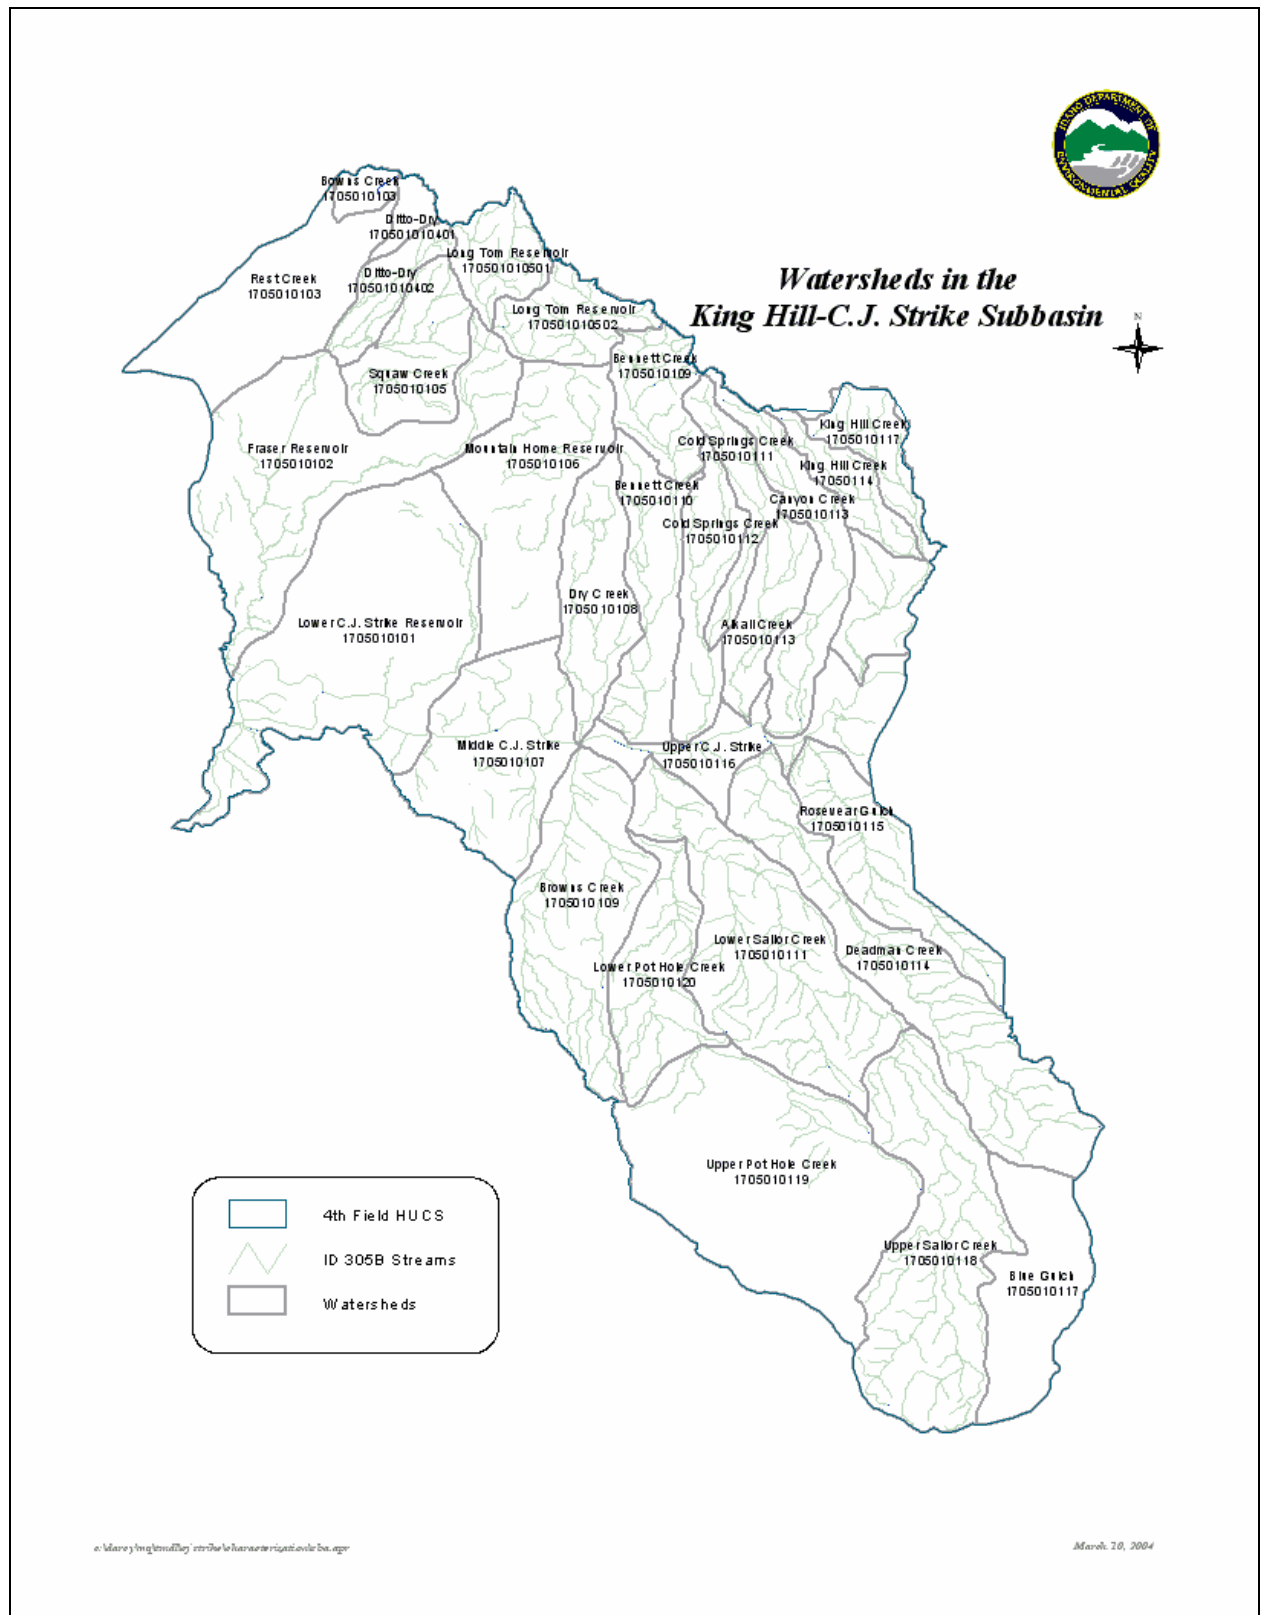 IDAHO DEPARTMENT OF
ENVIRONMENTAL QUALITY
Watersheds in the
King Hill-C.J. Strike Subbasin
N
Bowns Creek
1705010103
Ditto-Dry
170501010401
Long Tom Reservoir
170501010501
Rest Creek
1705010103
Ditto-Dry
170501010402
Long Tom Reservoir
170501010502
Bennett Creek
1705010109
Squaw Creek
1705010105
King Hill Creek
1705010117
Cold Springs Creek
1705010111
Fraser Reservoir
1705010102
Mountain Home Reservoir
1705010106
King Hill Creek
17050114
Bennett Creek
1705010110
Canyon Creek
1705010113
Cold Springs Creek
1705010112
Dry Creek
1705010108
Lower C.J. Strike Reservoir
1705010101
Alkali Creek
1705010113
Middle C.J. Strike
1705010107
Upper C.J. Strike
1705010116
Rosevear Gulch
1705010115
Browns Creek
1705010109
Lower Sailor Creek
1705010111
Deadman Creek
1705010114
Lower Pot Hole Creek
1705010120
Upper Pot Hole Creek
1705010119
Upper Sailor Creek
1705010118
Blue Gulch
1705010117
4th Field HUCS
ID 305B Streams
Watersheds
March 10, 2004